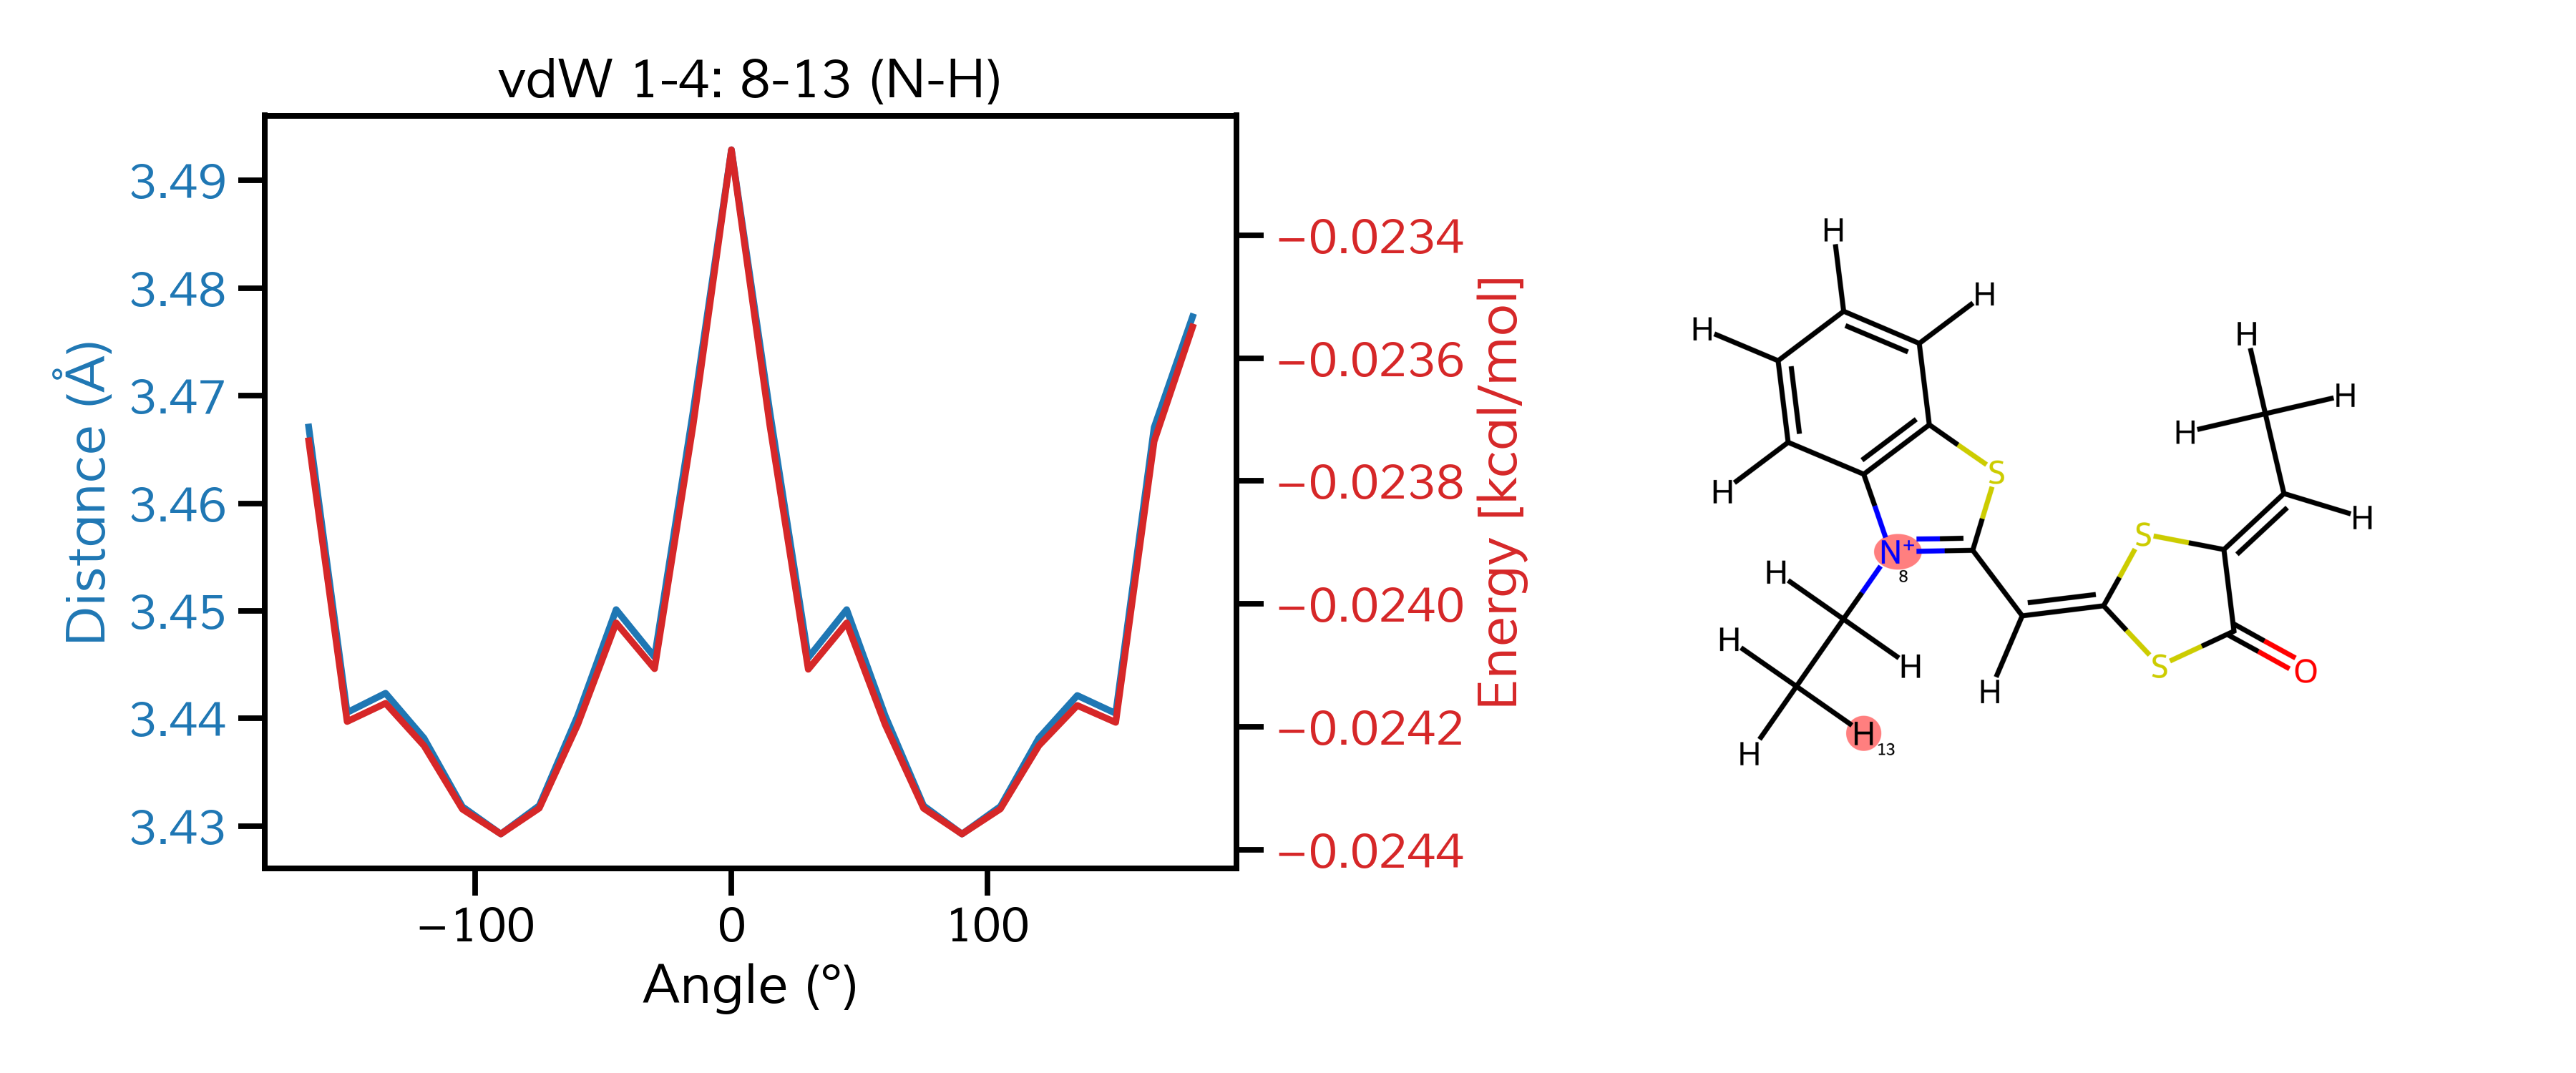 vdW 1-4: 8-13 (N-H)
Distance (Å)
3.49
3.48
3.47
3.46
3.45
3.44
3.43
−100
0
100
Angle (°)
−0.0234
−0.0236
−0.0238
−0.0240
−0.0242
−0.0244
Energy [kcal/mol]
H
H
H
H
H
H
H
S
H
S
N+
8
H
H
H
S
O
H
H
H
13